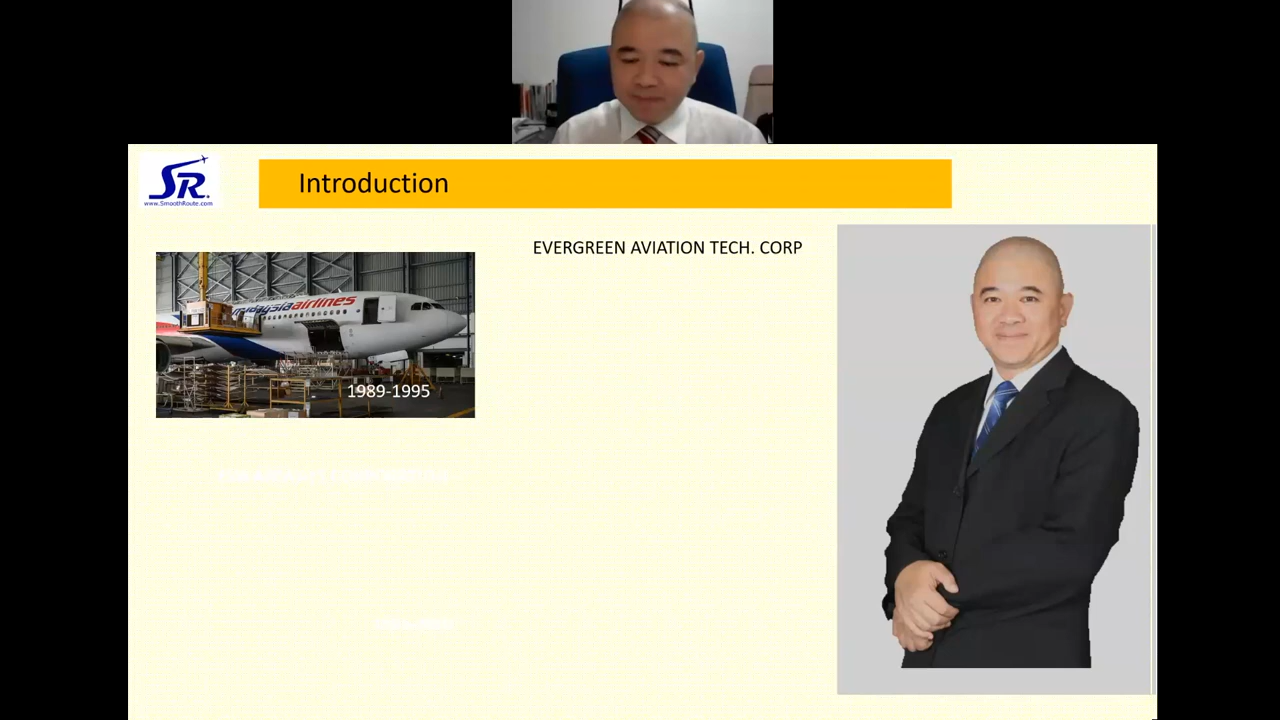 SR.
www.SmoothRoute.com
Introduction
EVERGREEN AVIATION TECH. CORP
malaysia airlines
1989-1995